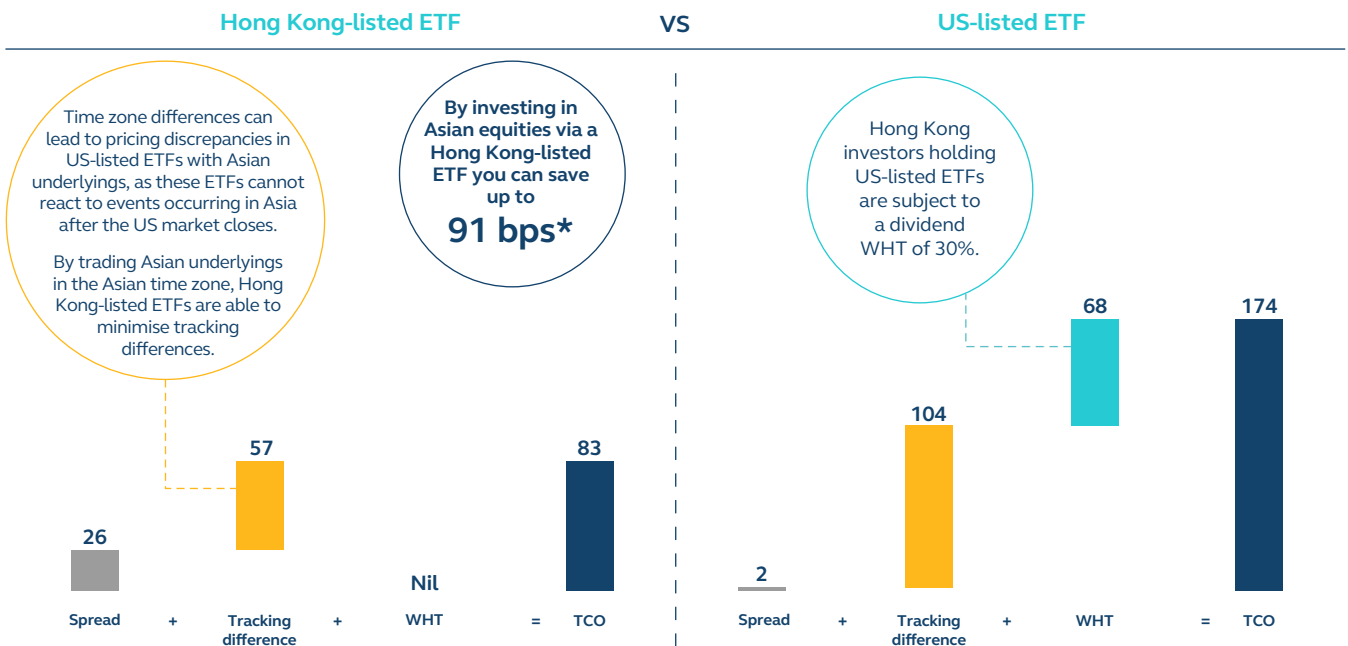 Hong Kong-listed ETF
VS
US-listed ETF
Time zone differences can
lead to pricing discrepancies in
US-listed ETFs with Asian
underlyings, as these ETFs cannot
react to events occurring in Asia
after the US market closes.
By trading Asian underlyings
in the Asian time zone, Hong
Kong-listed ETFs are able to
minimise tracking
differences.
By investing in
Asian equities via a
Hong Kong-listed
ETF you can save
up to
91 bps*
Hong Kong
investors holding
US-listed ETFs
are subject to
a dividend
WHT of 30%.
26
57
Nil
83
Spread + Tracking difference + WHT = TCO
2
104
68
174
Spread + Tracking difference + WHT = TCO